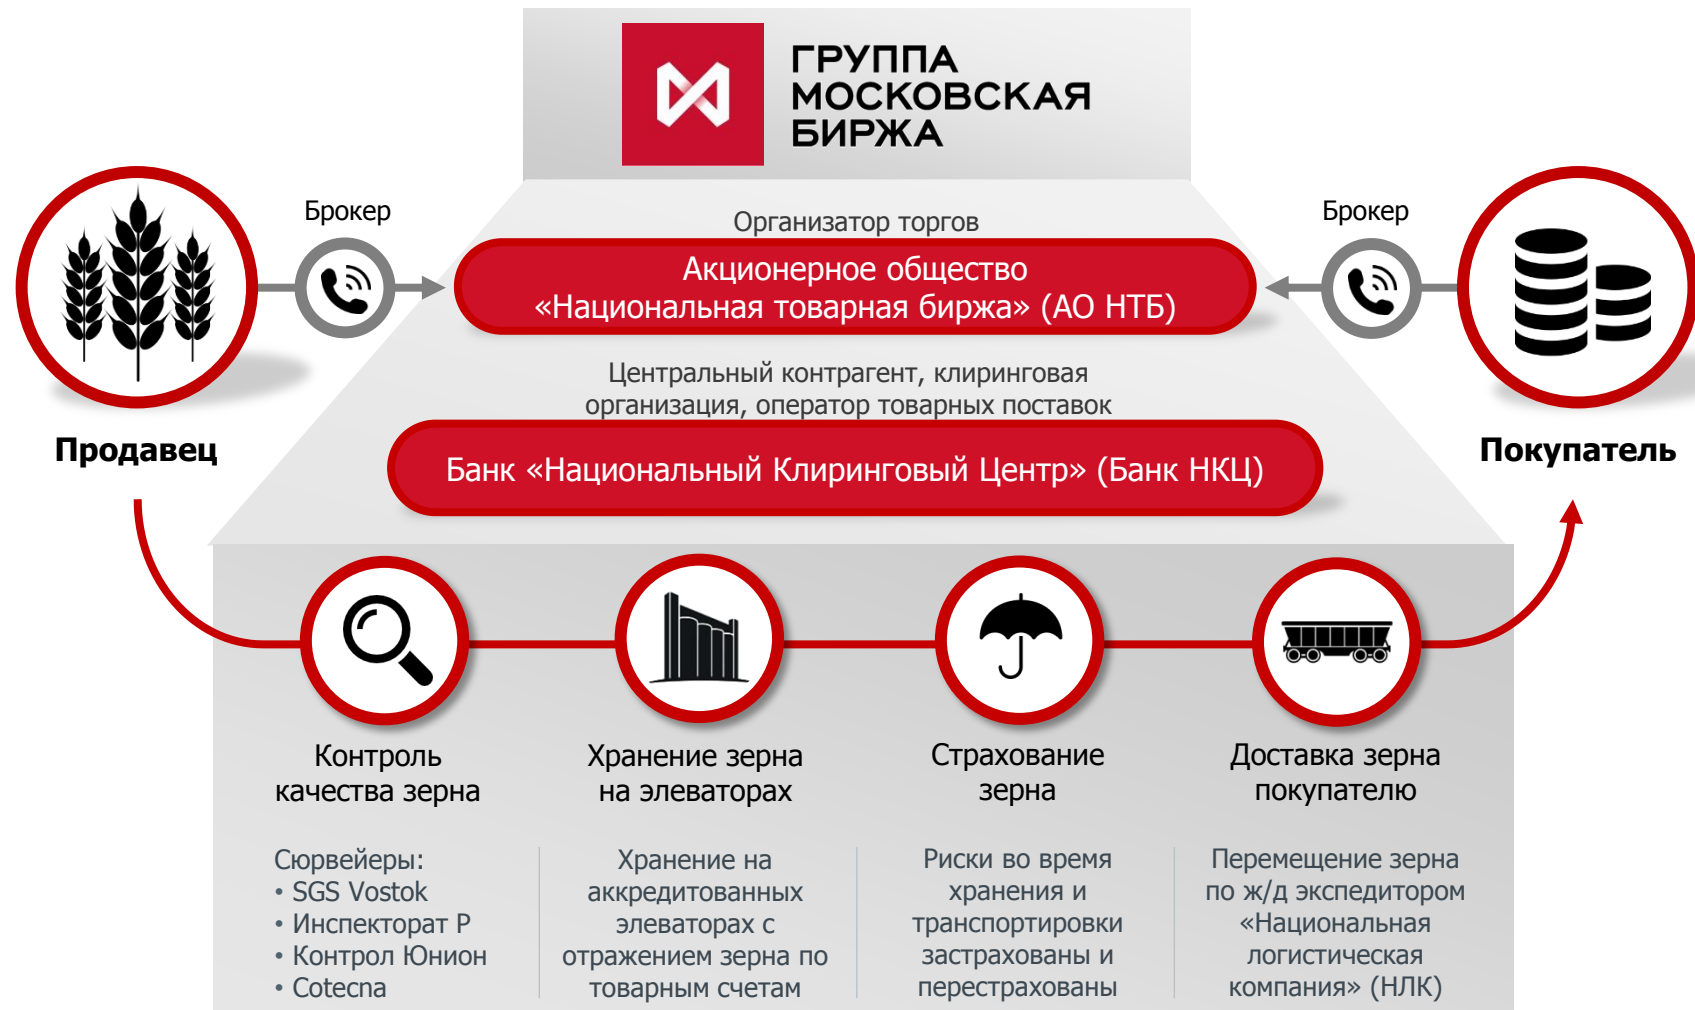 ГРУППА
МОСКОВСКАЯ
БИРЖА
Брокер
Брокер
Организатор торгов
Акционерное общество
«Национальная товарная биржа» (АО НТБ)
Центральный контрагент, клиринговая
организация, оператор товарных поставок
Банк «Национальный Клиринговый Центр» (Банк НКЦ)
Продавец
Покупатель
Контроль
качества зерна
Сюрвейеры:
• SGS Vostok
• Инспекторат Р
• Контрол Юнион
• Cotecna
Хранение зерна
на элеваторах
Хранение на
аккредитованных
элеваторах с
отражением зерна по
товарным счетам
Страхование
зерна
Риски во время
хранения и
транспортировки
застрахованы и
перестрахованы
Доставка зерна
покупателю
Перемещение зерна
по ж/д экспедитором
«Национальная
логистическая
компания» (НЛК)